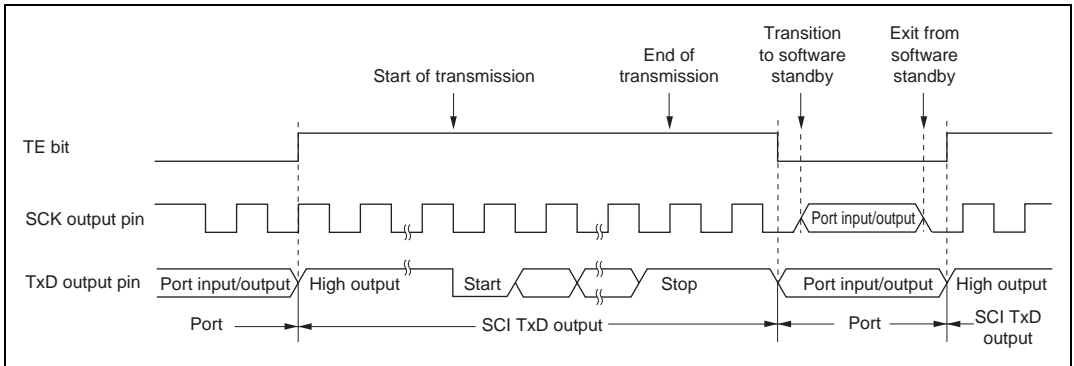 Transition
to software
standby
Exit from
software
standby
End of
transmission
Start of transmission
TE bit
SCK output pin
Port input/output
TxD output pin
Port input/output
High output
Start
Stop
Port input/output
High output
Port
SCI TxD output
Port
SCI TxD
output